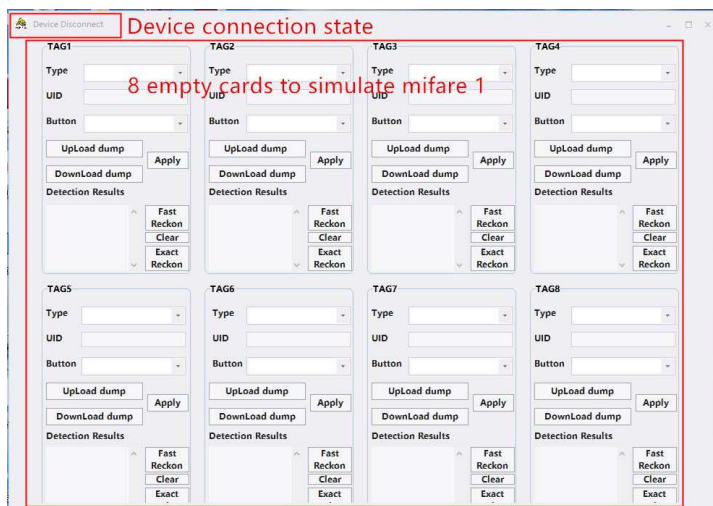 Device Disconnect Device connection state
TAG1 TAG2 TAG3 TAG4
Type Type Type Type
8 empty cards to simulate mifare 1
UID UID UID UID
Button Button Button Button
UpLoad dump UpLoad dump UpLoad dump UpLoad dump
Apply Apply Apply Apply
DownLoad dump DownLoad dump DownLoad dump DownLoad dump
Detection Results Detection Results Detection Results Detection Results
Fast Fast Fast Fast
Reckon Reckon Reckon Reckon
Clear Clear Clear Clear
Exact Exact Exact Exact
Reckon Reckon Reckon Reckon
TAG5 TAG6 TAG7 TAG8
Type Type Type Type
UID UID UID UID
Button Button Button Button
UpLoad dump UpLoad dump UpLoad dump UpLoad dump
Apply Apply Apply Apply
DownLoad dump DownLoad dump DownLoad dump DownLoad dump
Detection Results Detection Results Detection Results Detection Results
Fast Fast Fast Fast
Reckon Reckon Reckon Reckon
Clear Clear Clear Clear
Exact Exact Exact Exact